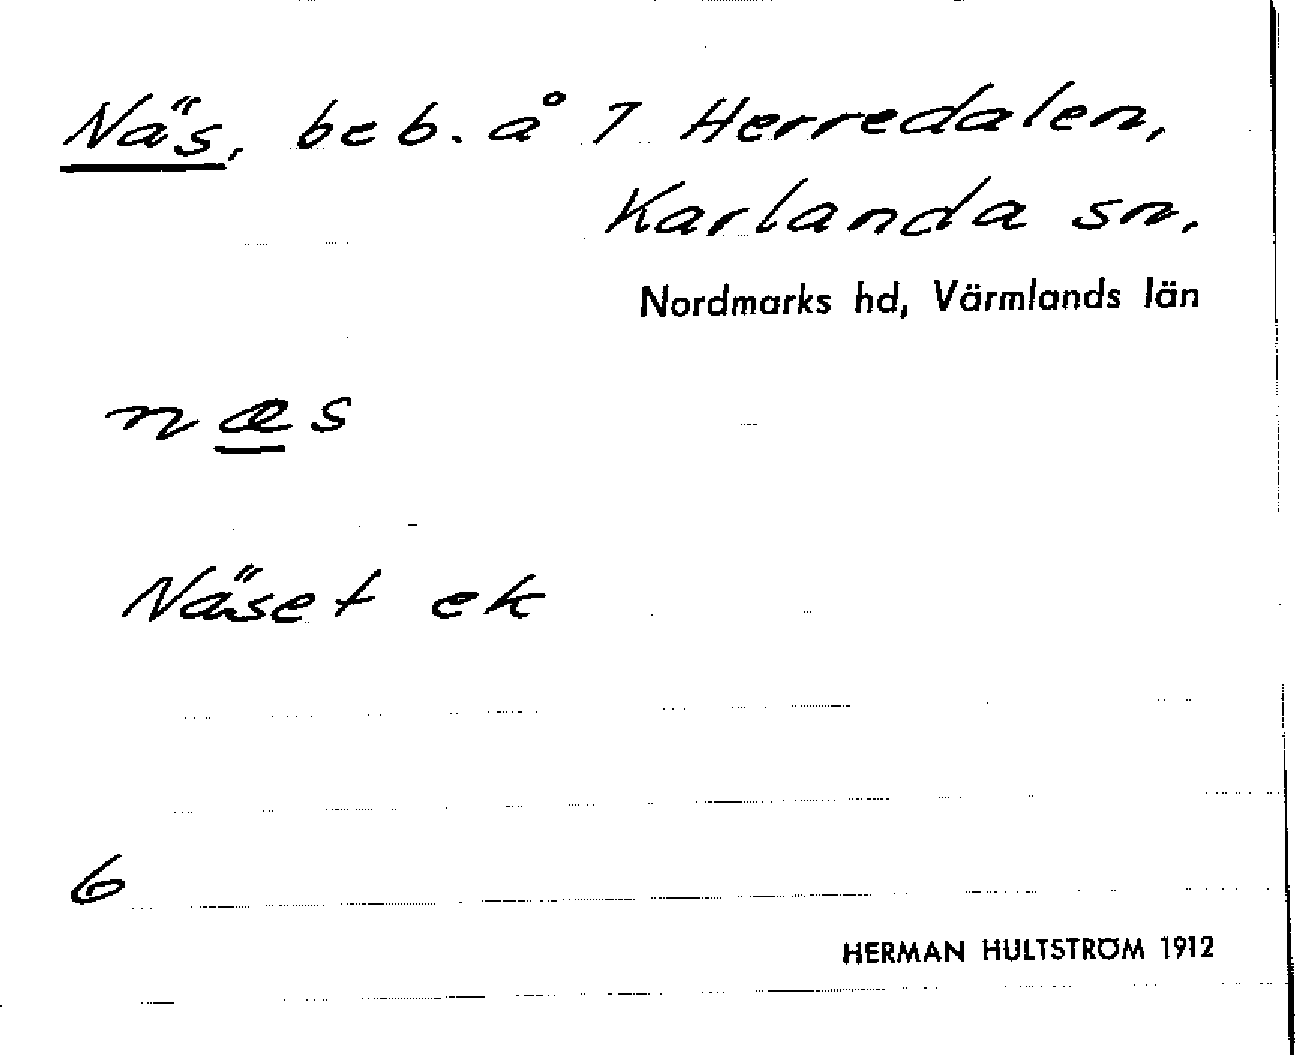 Näs, beb. å 7 Herredalen,
Karlanda sn,
Nordmarks hd, Värmlands län
næs
Näset ek
6
HERMAN HULTSTRÖM 1912